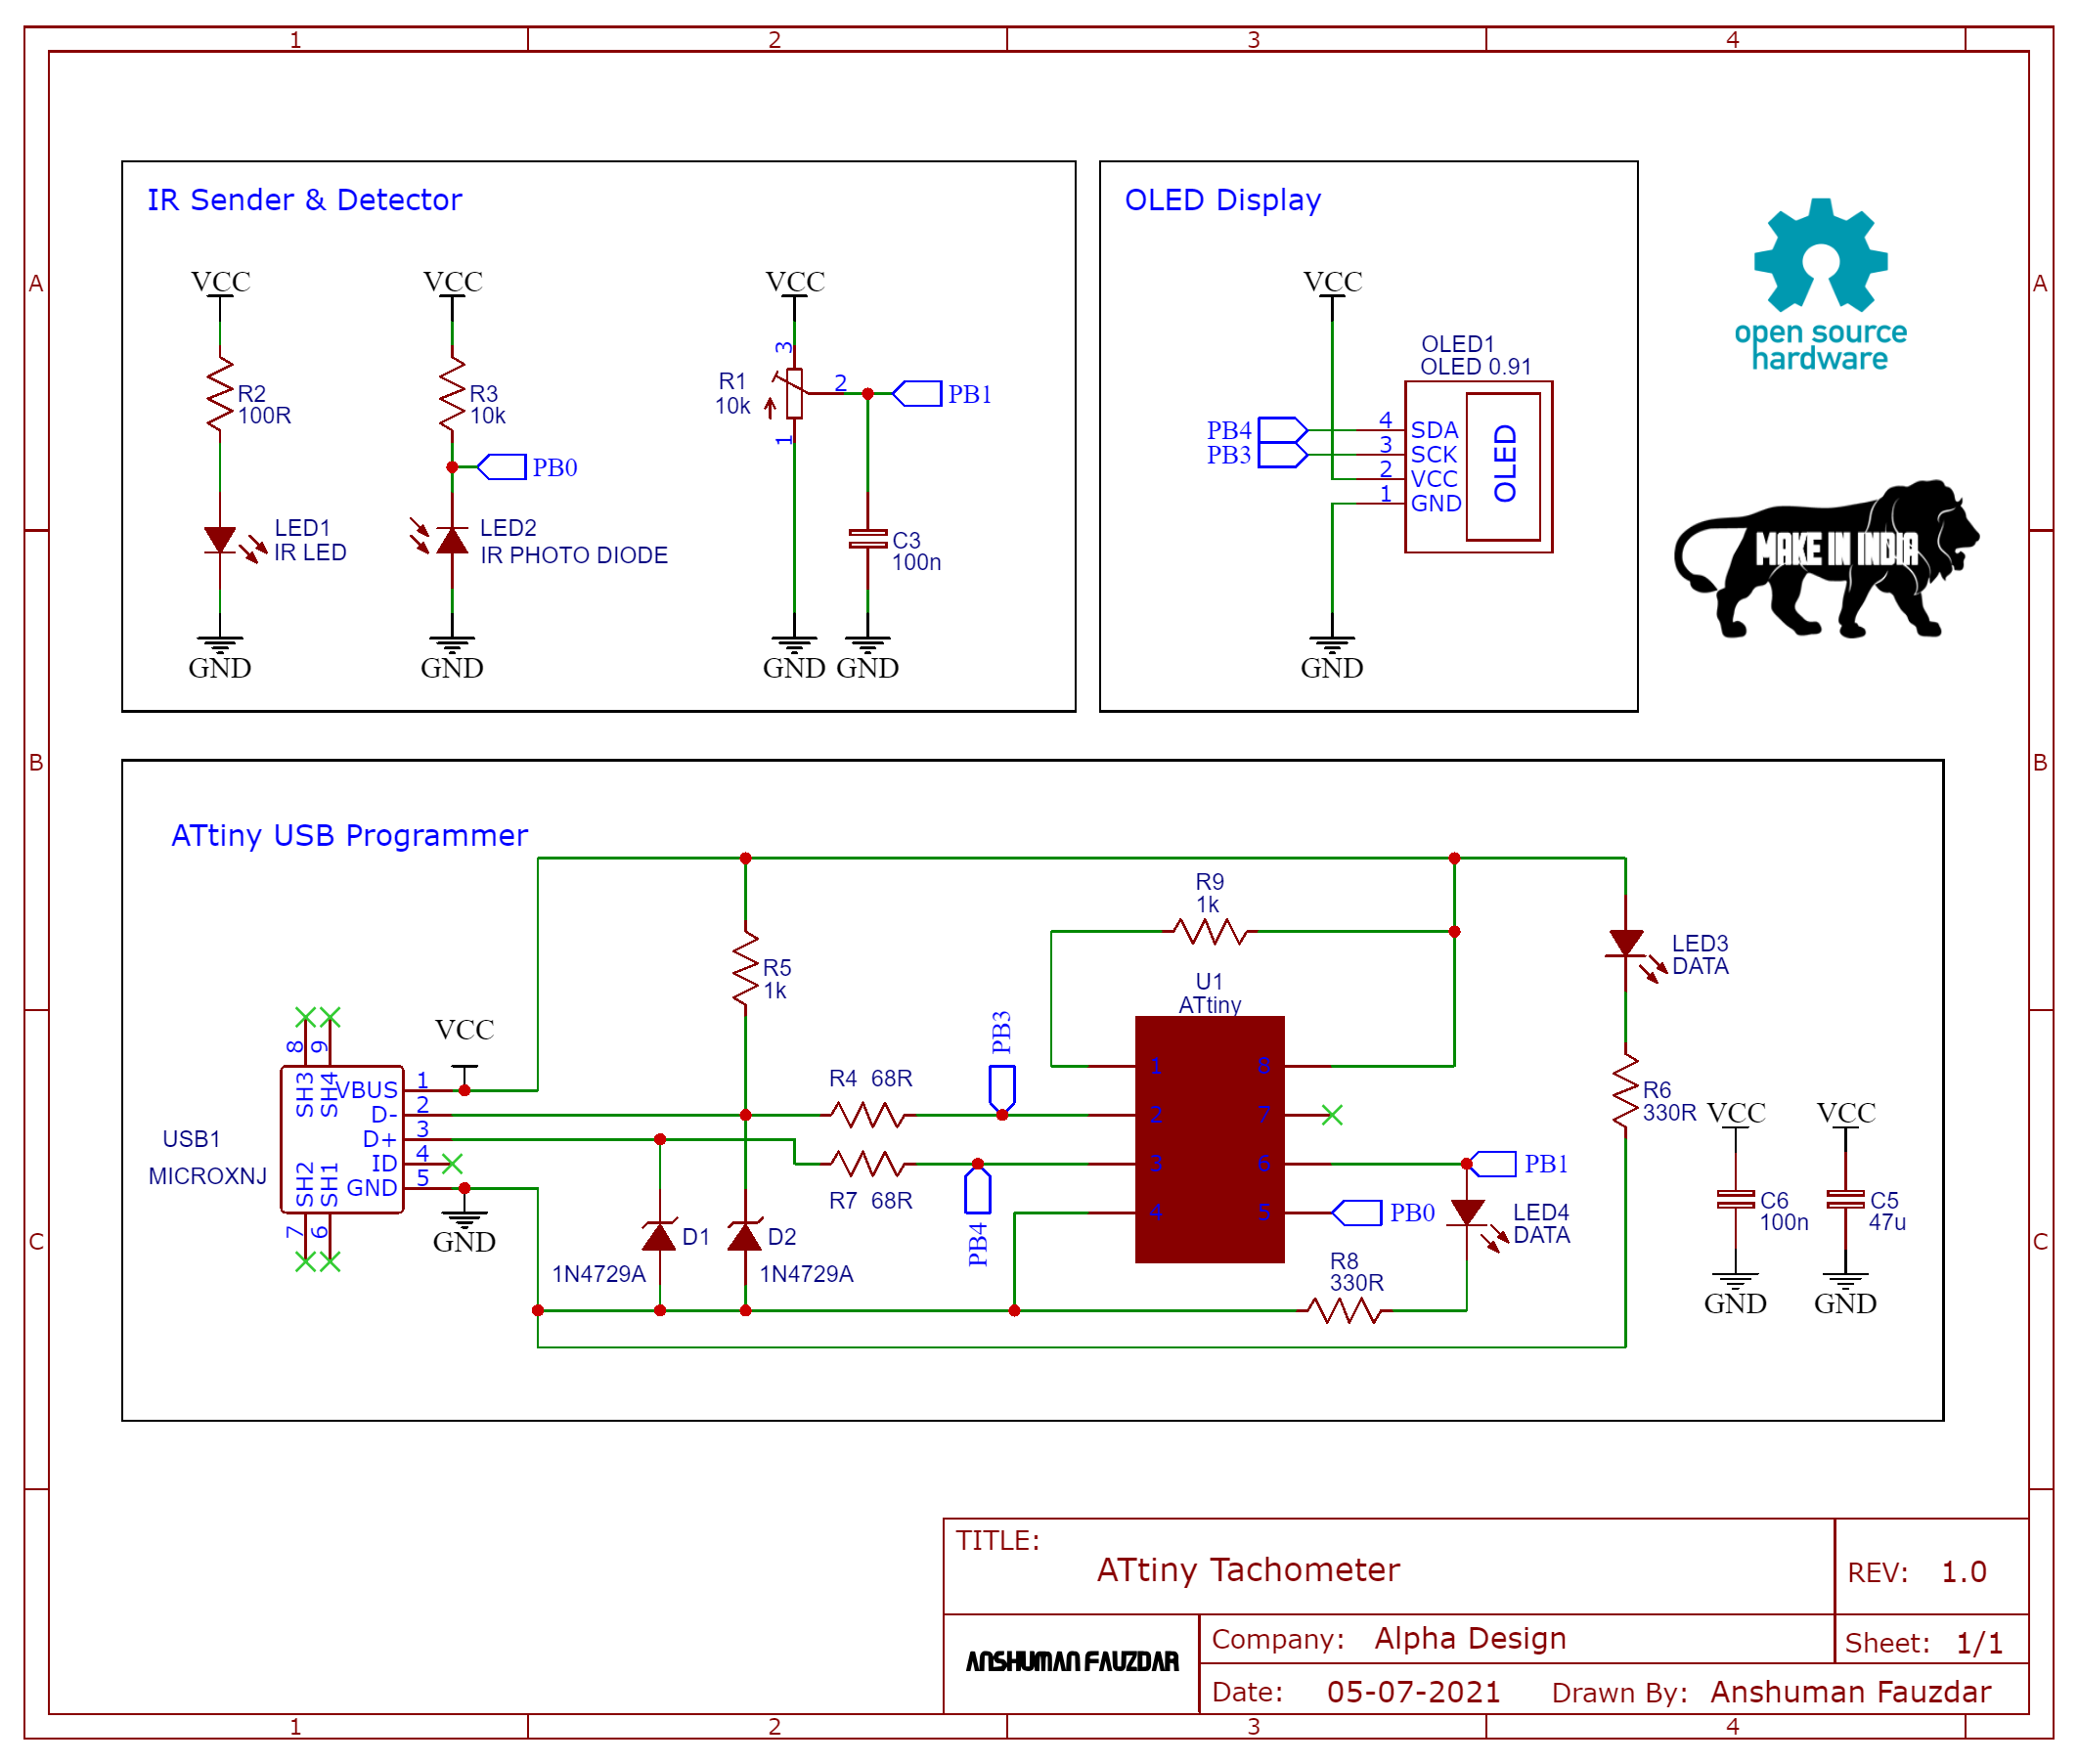 1 2 3 4
A
A
IR Sender & Detector
VCC
R2
100R
LED1
IR LED
GND
VCC
R3
10k
PB0
LED2
IR PHOTO DIODE
GND
VCC
3
R1
10k
2
PB1
1
C3
100n
GND GND
OLED Display
VCC
OLED1
OLED 0.91
PB4 4 SDA
PB3 3 SCK
2 VCC
1 GND
OLED
GND
open source
hardware
MAKE IN INDIA
B
B
ATtiny USB Programmer
R9
1k
R5
1k
U1
ATtiny
LED3
DATA
VCC
8 9
SH3 SH4
VBUS 1
D- 2
D+ 3
ID 4
GND 5
SH2 SH1
7 6
USB1
MICROXNJ
GND
R4 68R
PB3
R7 68R
PB4
D1
1N4729A
D2
1N4729A
1 8
2 7
3 6
4 5
PB1
PB0
LED4
DATA
R8
330R
R6
330R
VCC
C6
100n
GND
VCC
C5
47u
GND
C
C
TITLE:
ATtiny Tachometer
REV: 1.0
ANSHUMAN FAUZDAR
Company: Alpha Design
Sheet: 1/1
Date: 05-07-2021
Drawn By: Anshuman Fauzdar
1 2 3 4